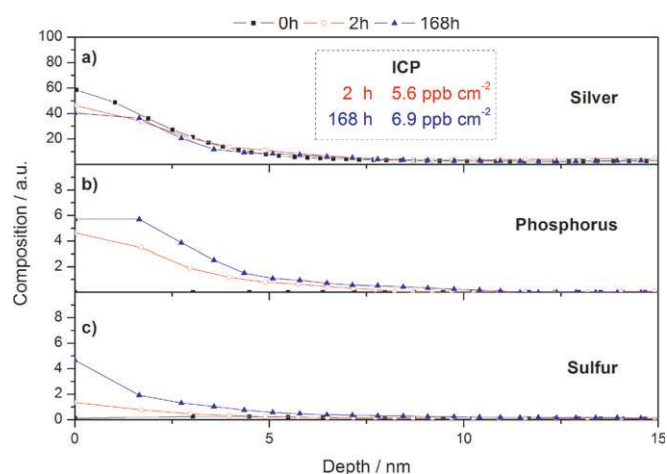 0h 2h 168h
a)
ICP
2 h 5.6 ppb cm-2
168 h 6.9 ppb cm-2
Silver
100
80
60
40
20
b)
Phosphorus
8
6
4
2
c)
Sulfur
8
6
4
2
0
0 5 10 15
Composition / a.u.
Depth / nm